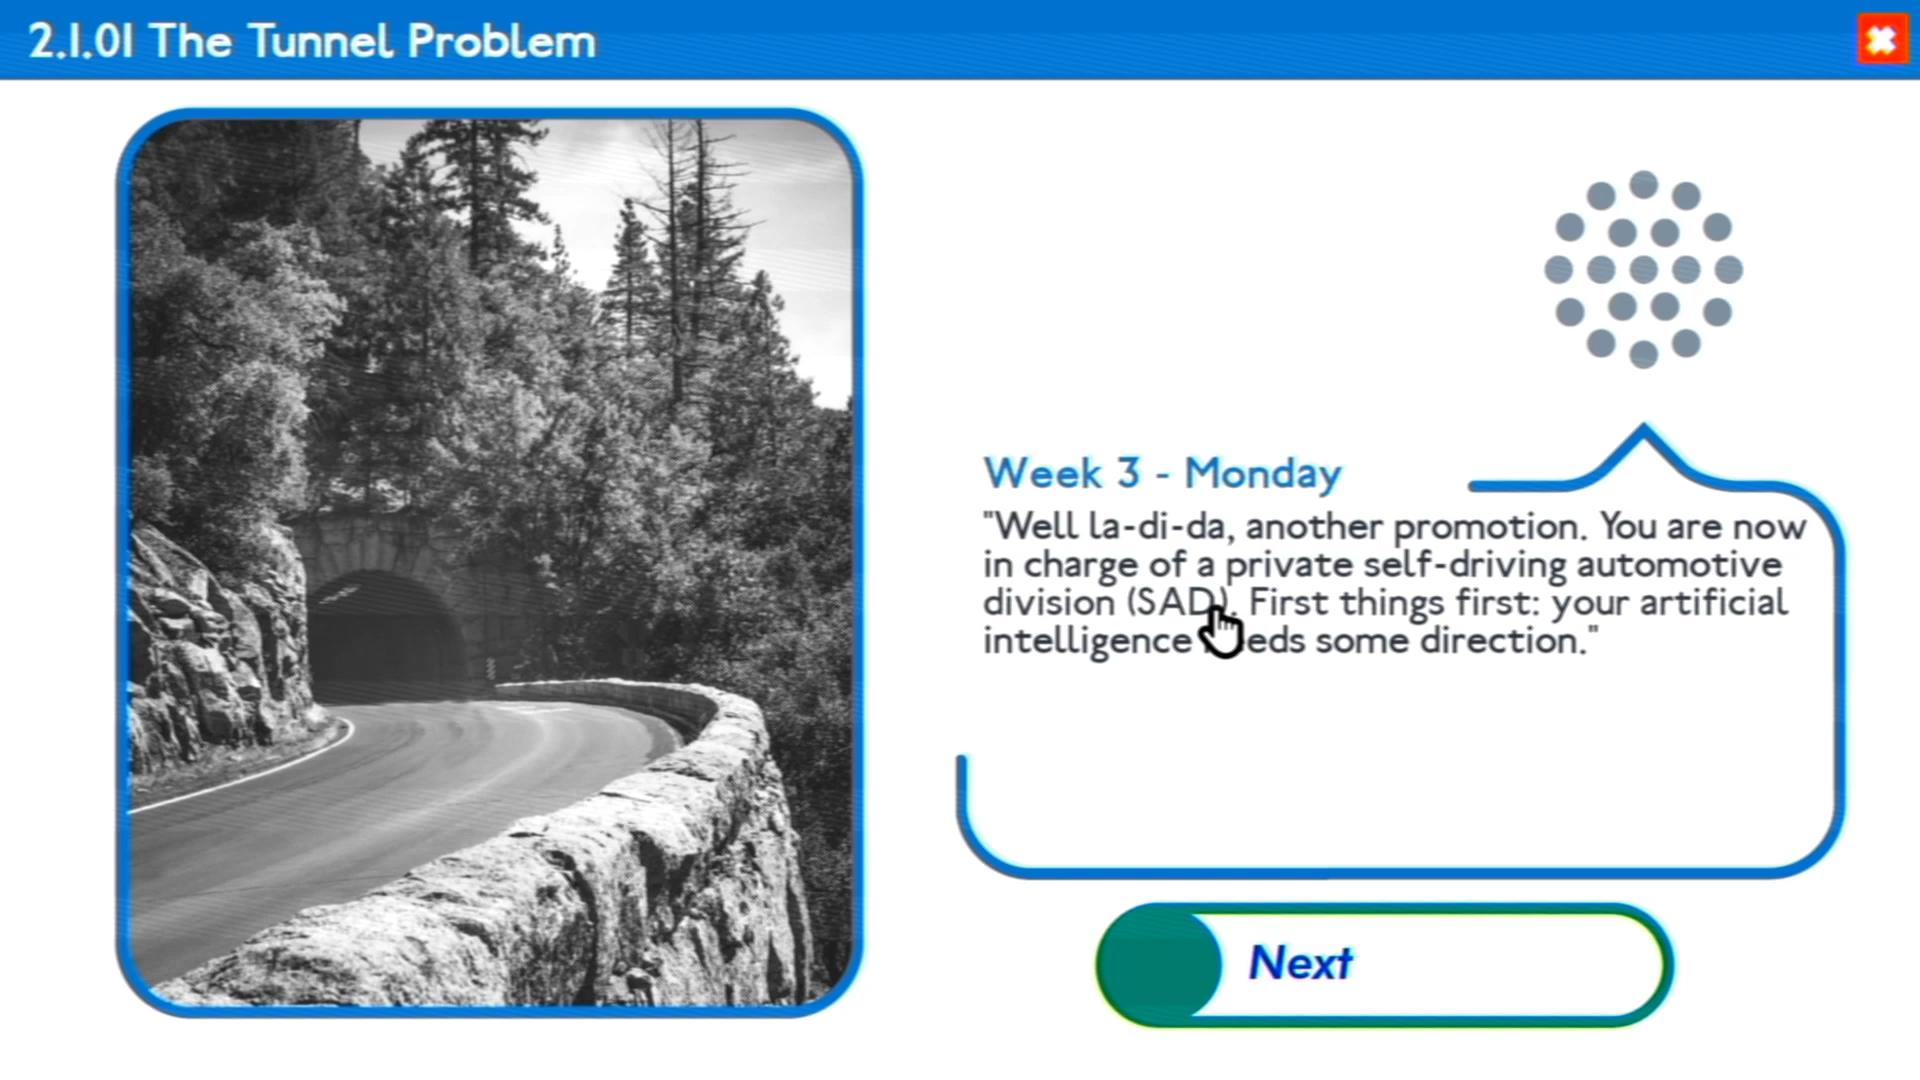 2.1.01 The Tunnel Problem
Week 3 - Monday
"Well la-di-da, another promotion. You are now
in charge of a private self-driving automotive
division (SAD). First things first: your artificial
intelligence needs some direction."
Next